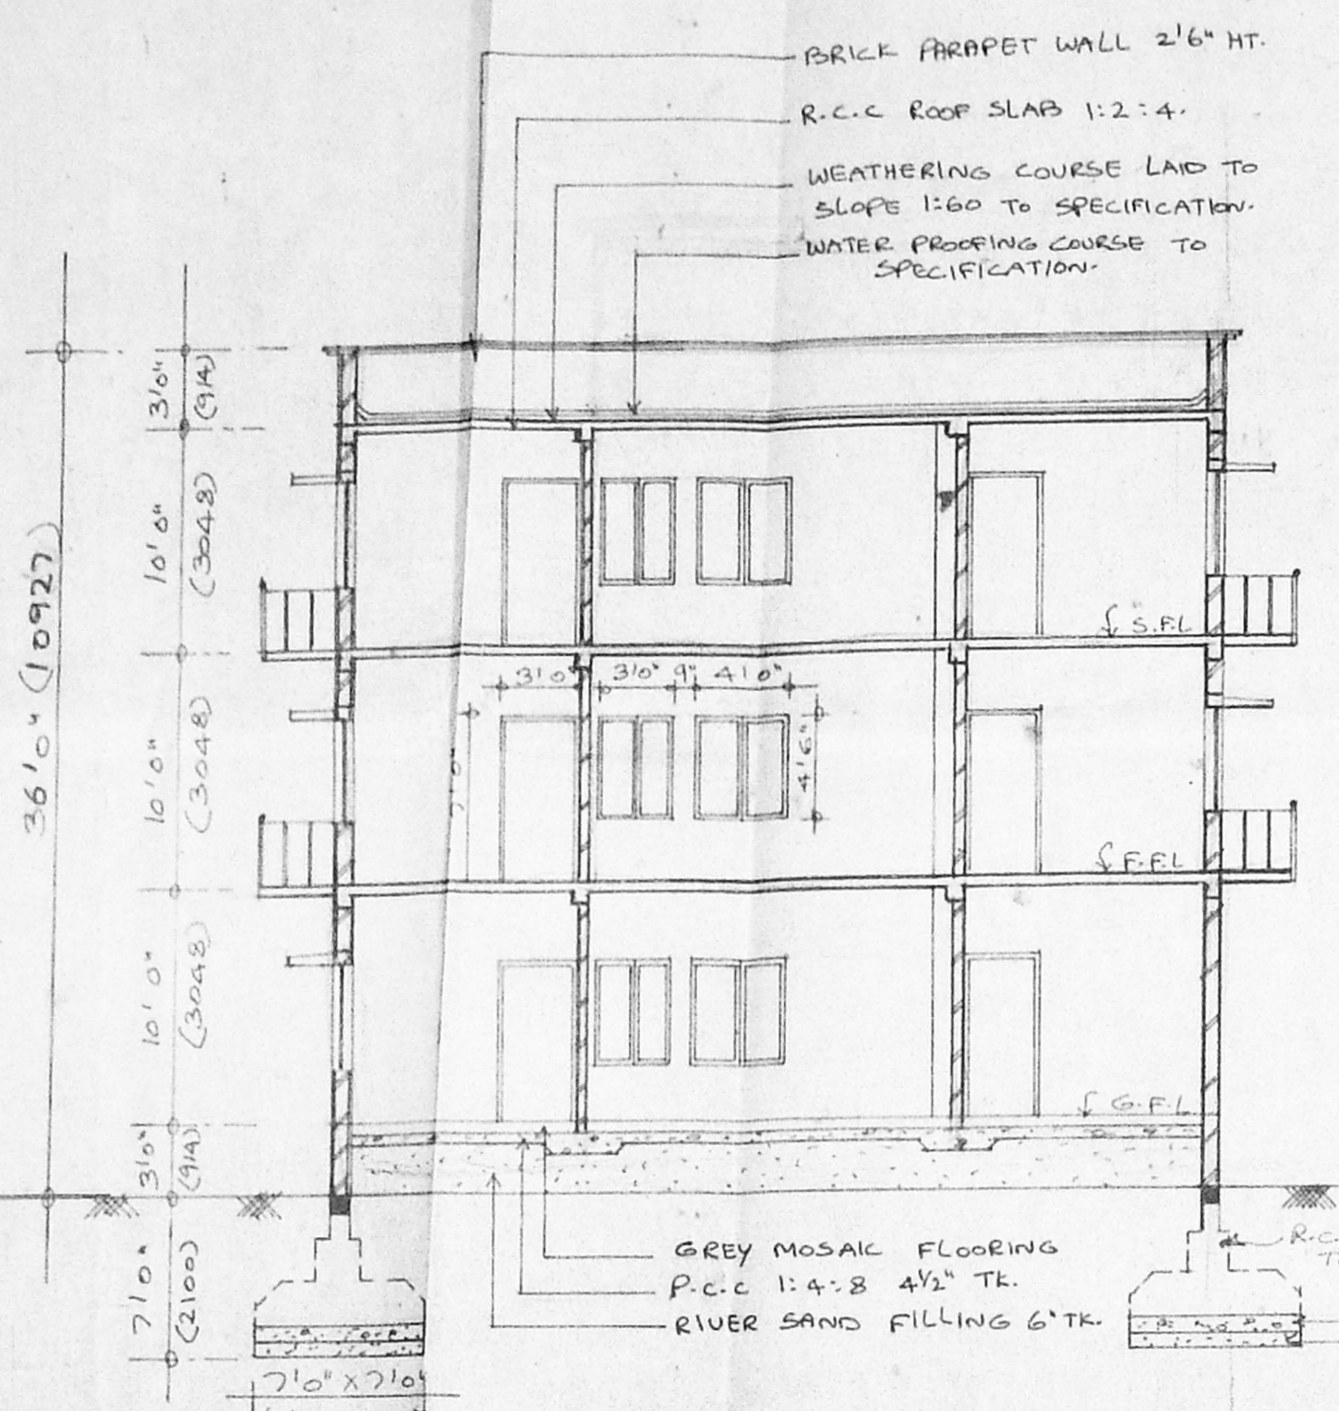 BRICK PARAPET WALL 2'6" HT.
R.C.C ROOF SLAB 1:2:4.
WEATHERING COURSE LAID TO
SLOPE 1:60 TO SPECIFICATION.
WATER PROOFING COURSE TO
SPECIFICATION.
3'0"
(914)
10'0"
(3048)
36'0" (10927)
S.F.L
3'0" 3'0" 9" 4'0"
10'0"
(3048)
7'0"
4'6"
F.F.L
10'0"
(3048)
G.F.L
3'0"
(914)
7'0"
(2100)
GREY MOSAIC FLOORING
P.C.C 1:4:8 4½" TK.
RIVER SAND FILLING 6" TK.
R.C.
7'0" X 7'0"